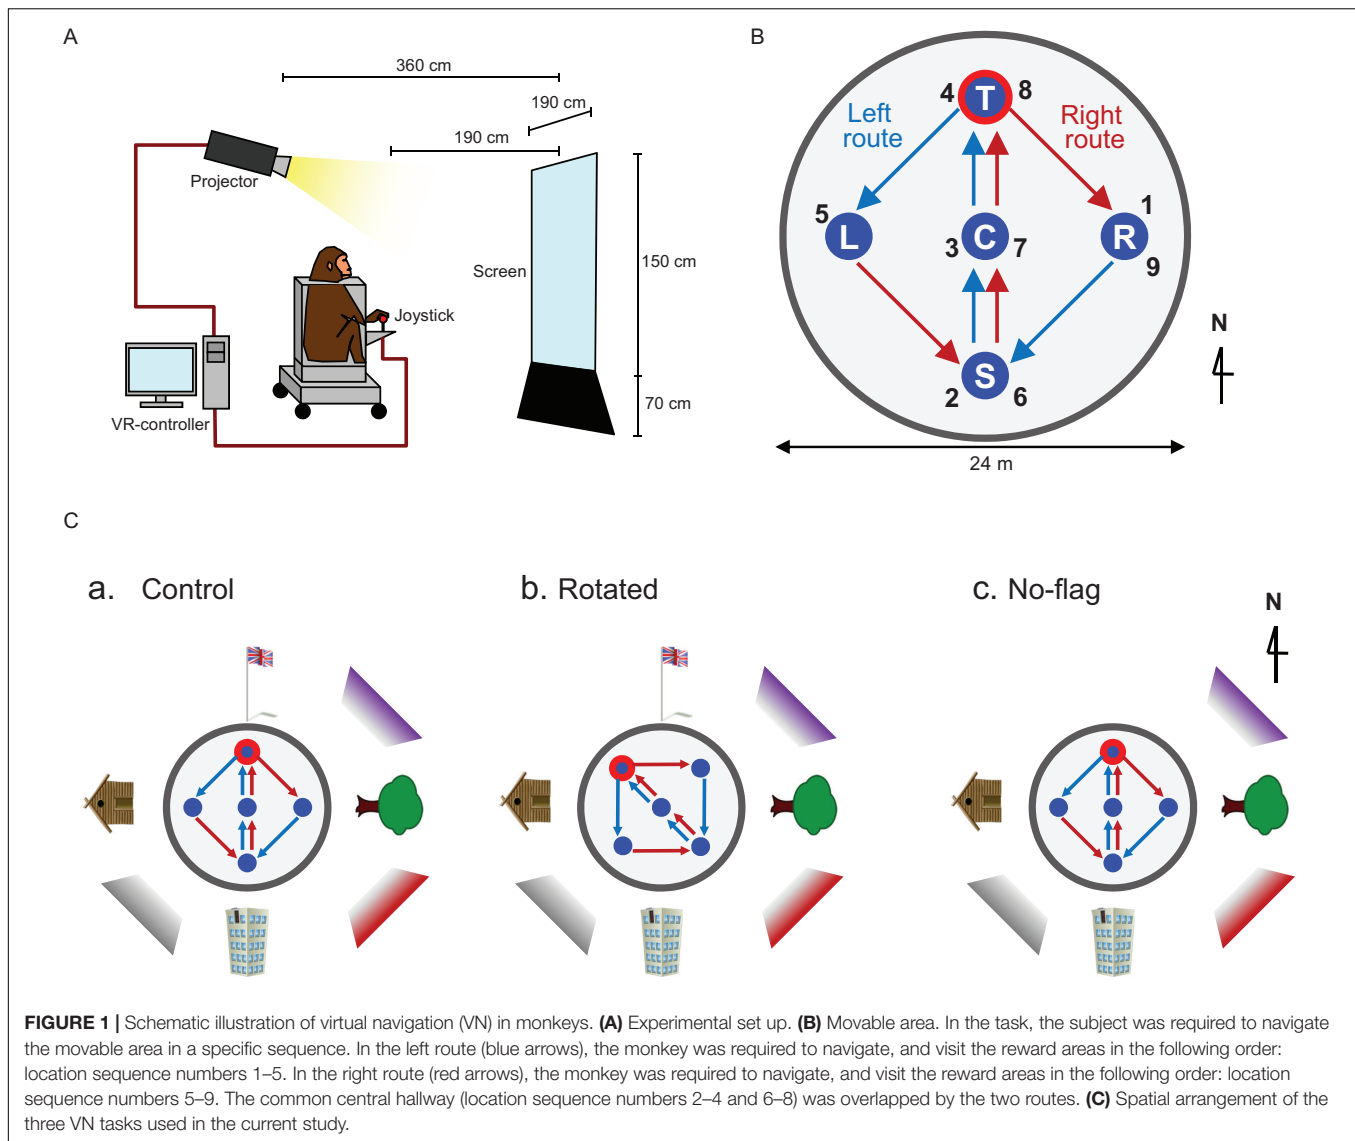 A
360 cm
190 cm
190 cm
Projector
Screen
150 cm
Joystick
70 cm
VR-controller
B
4 T 8
Left route
Right route
5 L
3 C 7
1 R 9
N
2 S 6
24 m
C
a. Control
b. Rotated
c. No-flag
N
FIGURE 1 | Schematic illustration of virtual navigation (VN) in monkeys. (A) Experimental set up. (B) Movable area. In the task, the subject was required to navigate
the movable area in a specific sequence. In the left route (blue arrows), the monkey was required to navigate, and visit the reward areas in the following order:
location sequence numbers 1–5. In the right route (red arrows), the monkey was required to navigate, and visit the reward areas in the following order: location
sequence numbers 5–9. The common central hallway (location sequence numbers 2–4 and 6–8) was overlapped by the two routes. (C) Spatial arrangement of the
three VN tasks used in the current study.